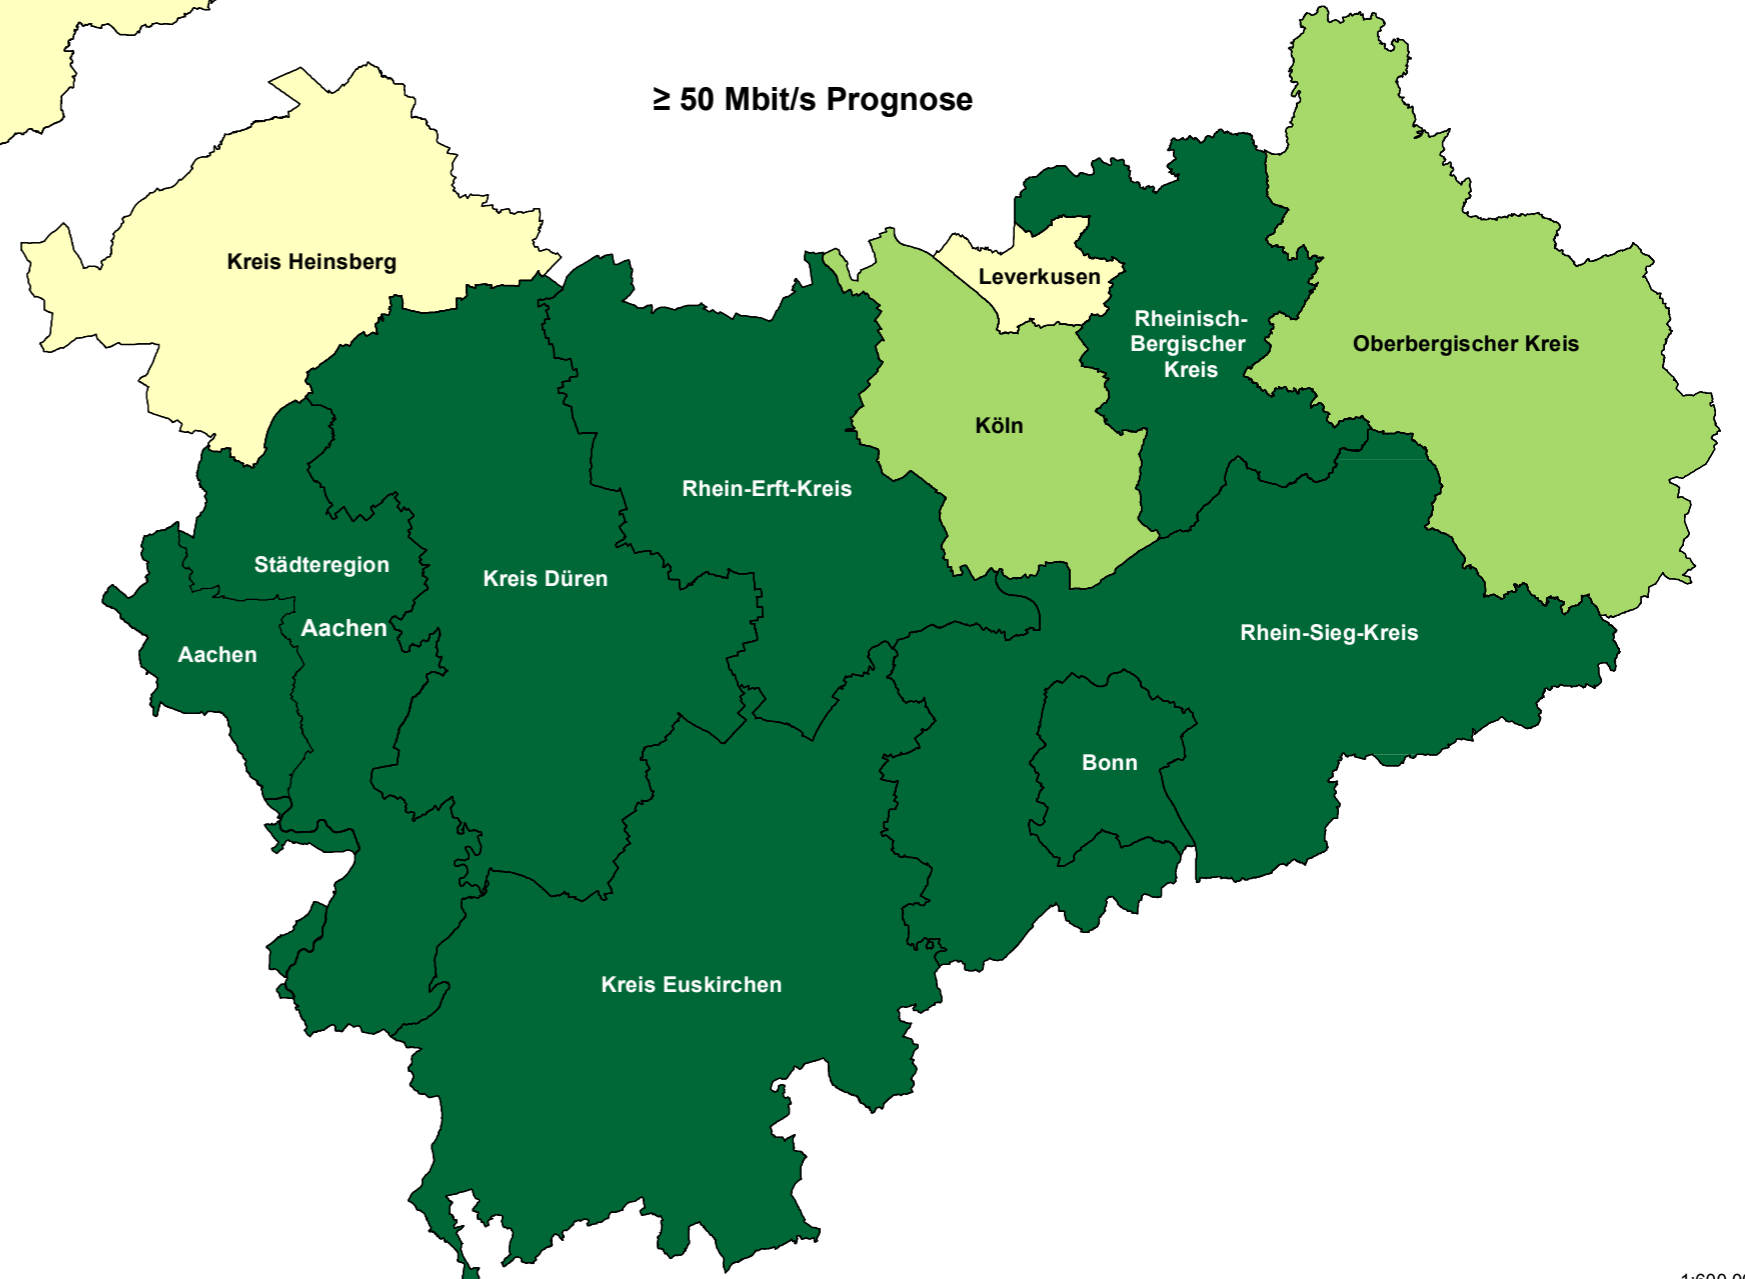 ≥ 50 Mbit/s Prognose
Kreis Heinsberg
Leverkusen
Rheinisch-
Bergischer
Kreis
Oberbergischer Kreis
Köln
Rhein-Erft-Kreis
Städteregion
Aachen
Kreis Düren
Aachen
Rhein-Sieg-Kreis
Bonn
Kreis Euskirchen